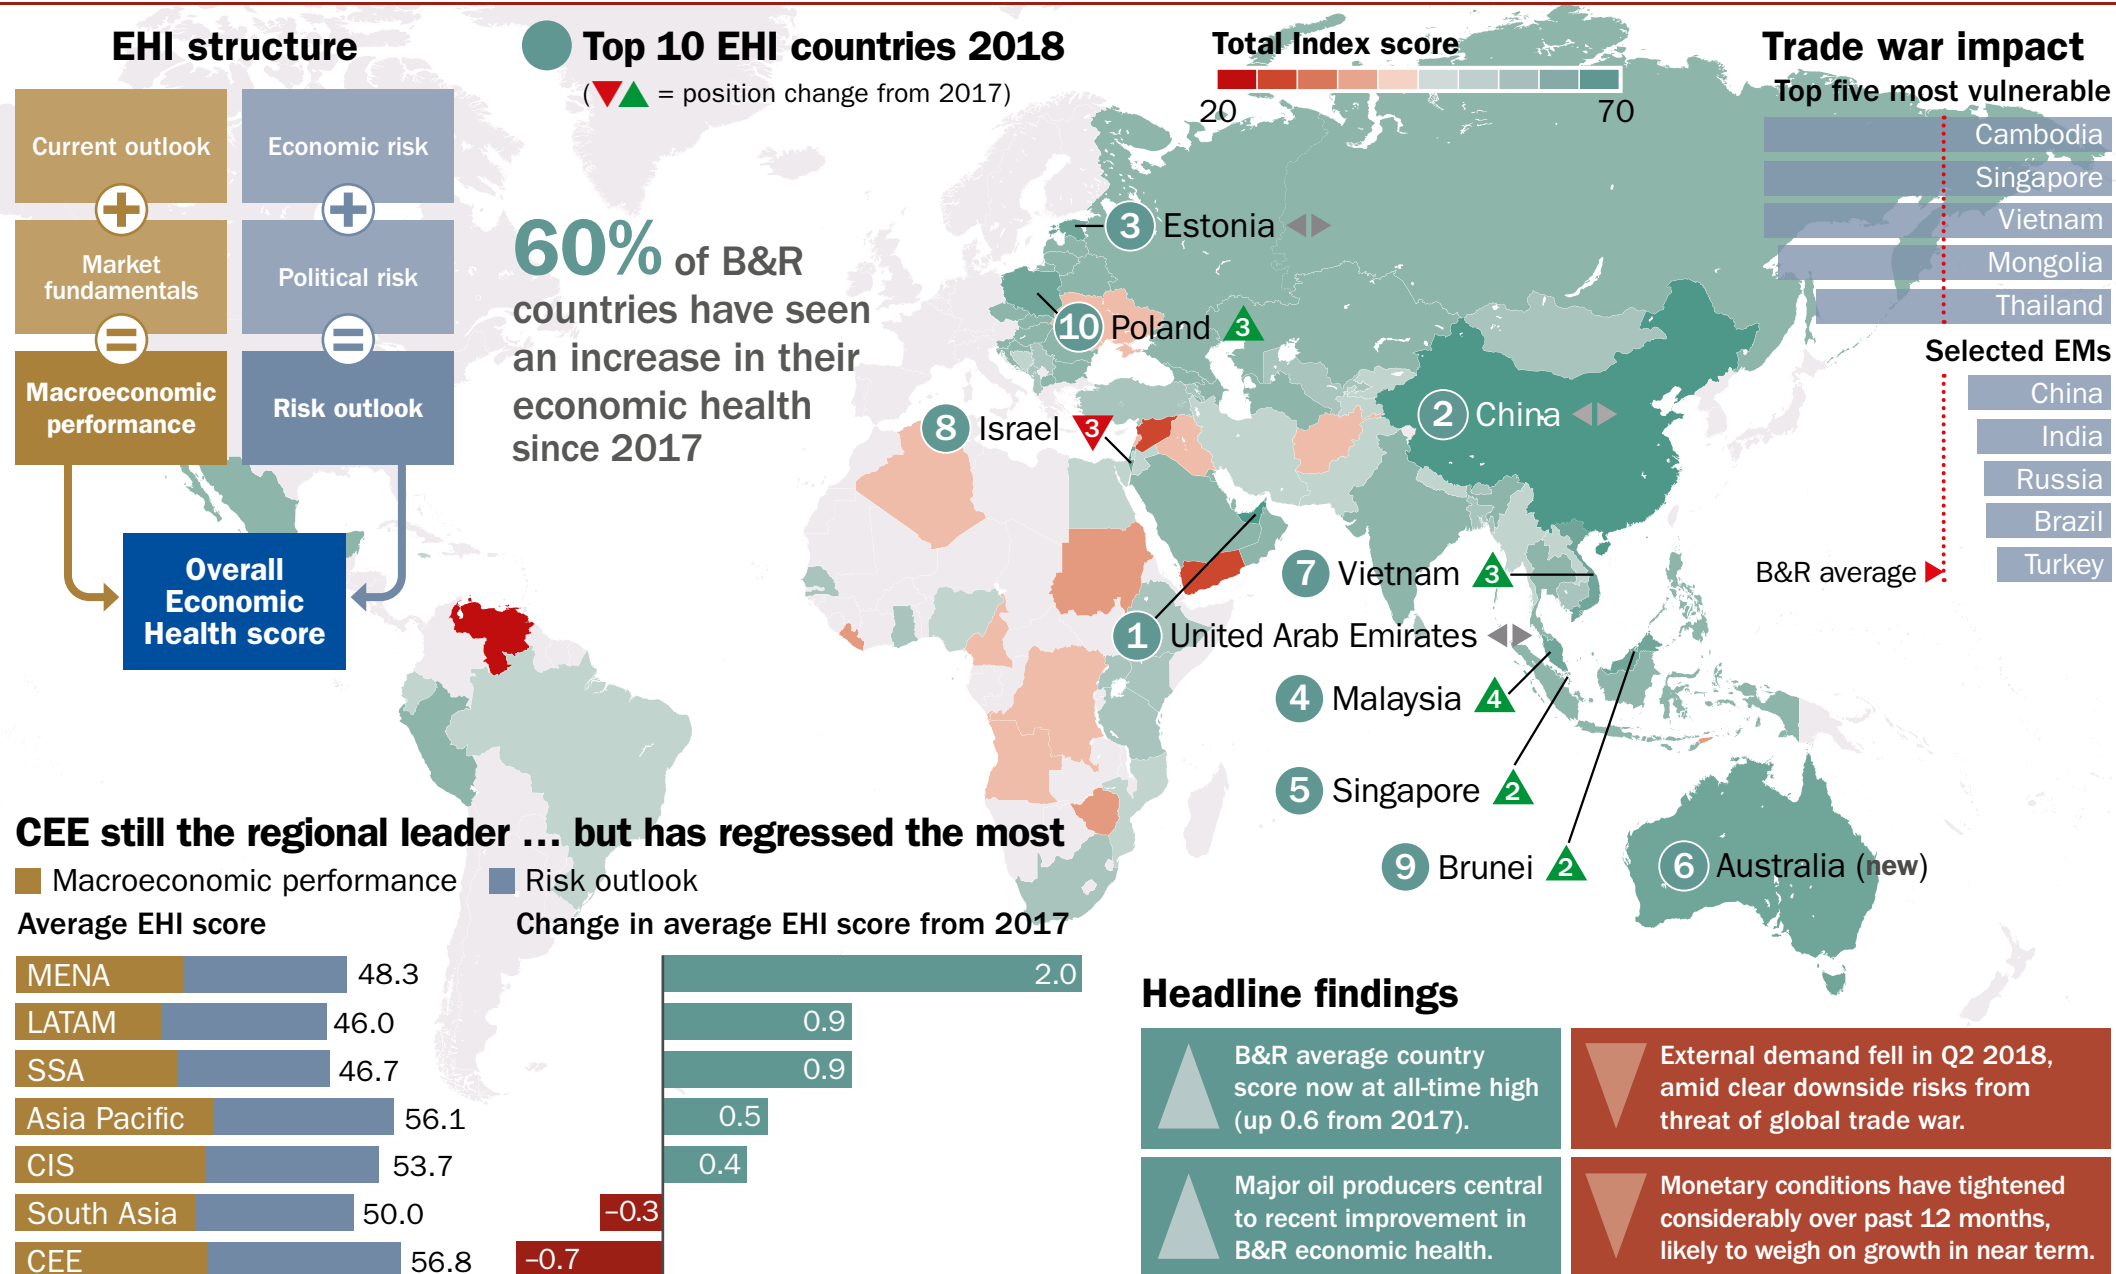 EHI structure
Current outlook
+
Market
fundamentals
=
Macroeconomic
performance
Economic risk
+
Political risk
=
Risk outlook
Overall
Economic
Health score
Top 10 EHI countries 2018
(▼▲ = position change from 2017)
60% of B&R
countries have seen
an increase in their
economic health
since 2017
Total Index score
20 70
3 Estonia
10 Poland 3
8 Israel 3
2 China
7 Vietnam 3
1 United Arab Emirates
4 Malaysia 4
5 Singapore 2
9 Brunei 2
6 Australia (new)
Trade war impact
Top five most vulnerable
Cambodia
Singapore
Vietnam
Mongolia
Thailand
Selected EMs
China
India
Russia
Brazil
Turkey
B&R average
CEE still the regional leader ... but has regressed the most
Macroeconomic performance Risk outlook
Average EHI score
MENA 48.3
LATAM 46.0
SSA 46.7
Asia Pacific 56.1
CIS 53.7
South Asia 50.0
CEE 56.8
Change in average EHI score from 2017
2.0
0.9
0.9
0.5
0.4
–0.3
–0.7
Headline findings
B&R average country
score now at all-time high
(up 0.6 from 2017).
External demand fell in Q2 2018,
amid clear downside risks from
threat of global trade war.
Major oil producers central
to recent improvement in
B&R economic health.
Monetary conditions have tightened
considerably over past 12 months,
likely to weigh on growth in near term.